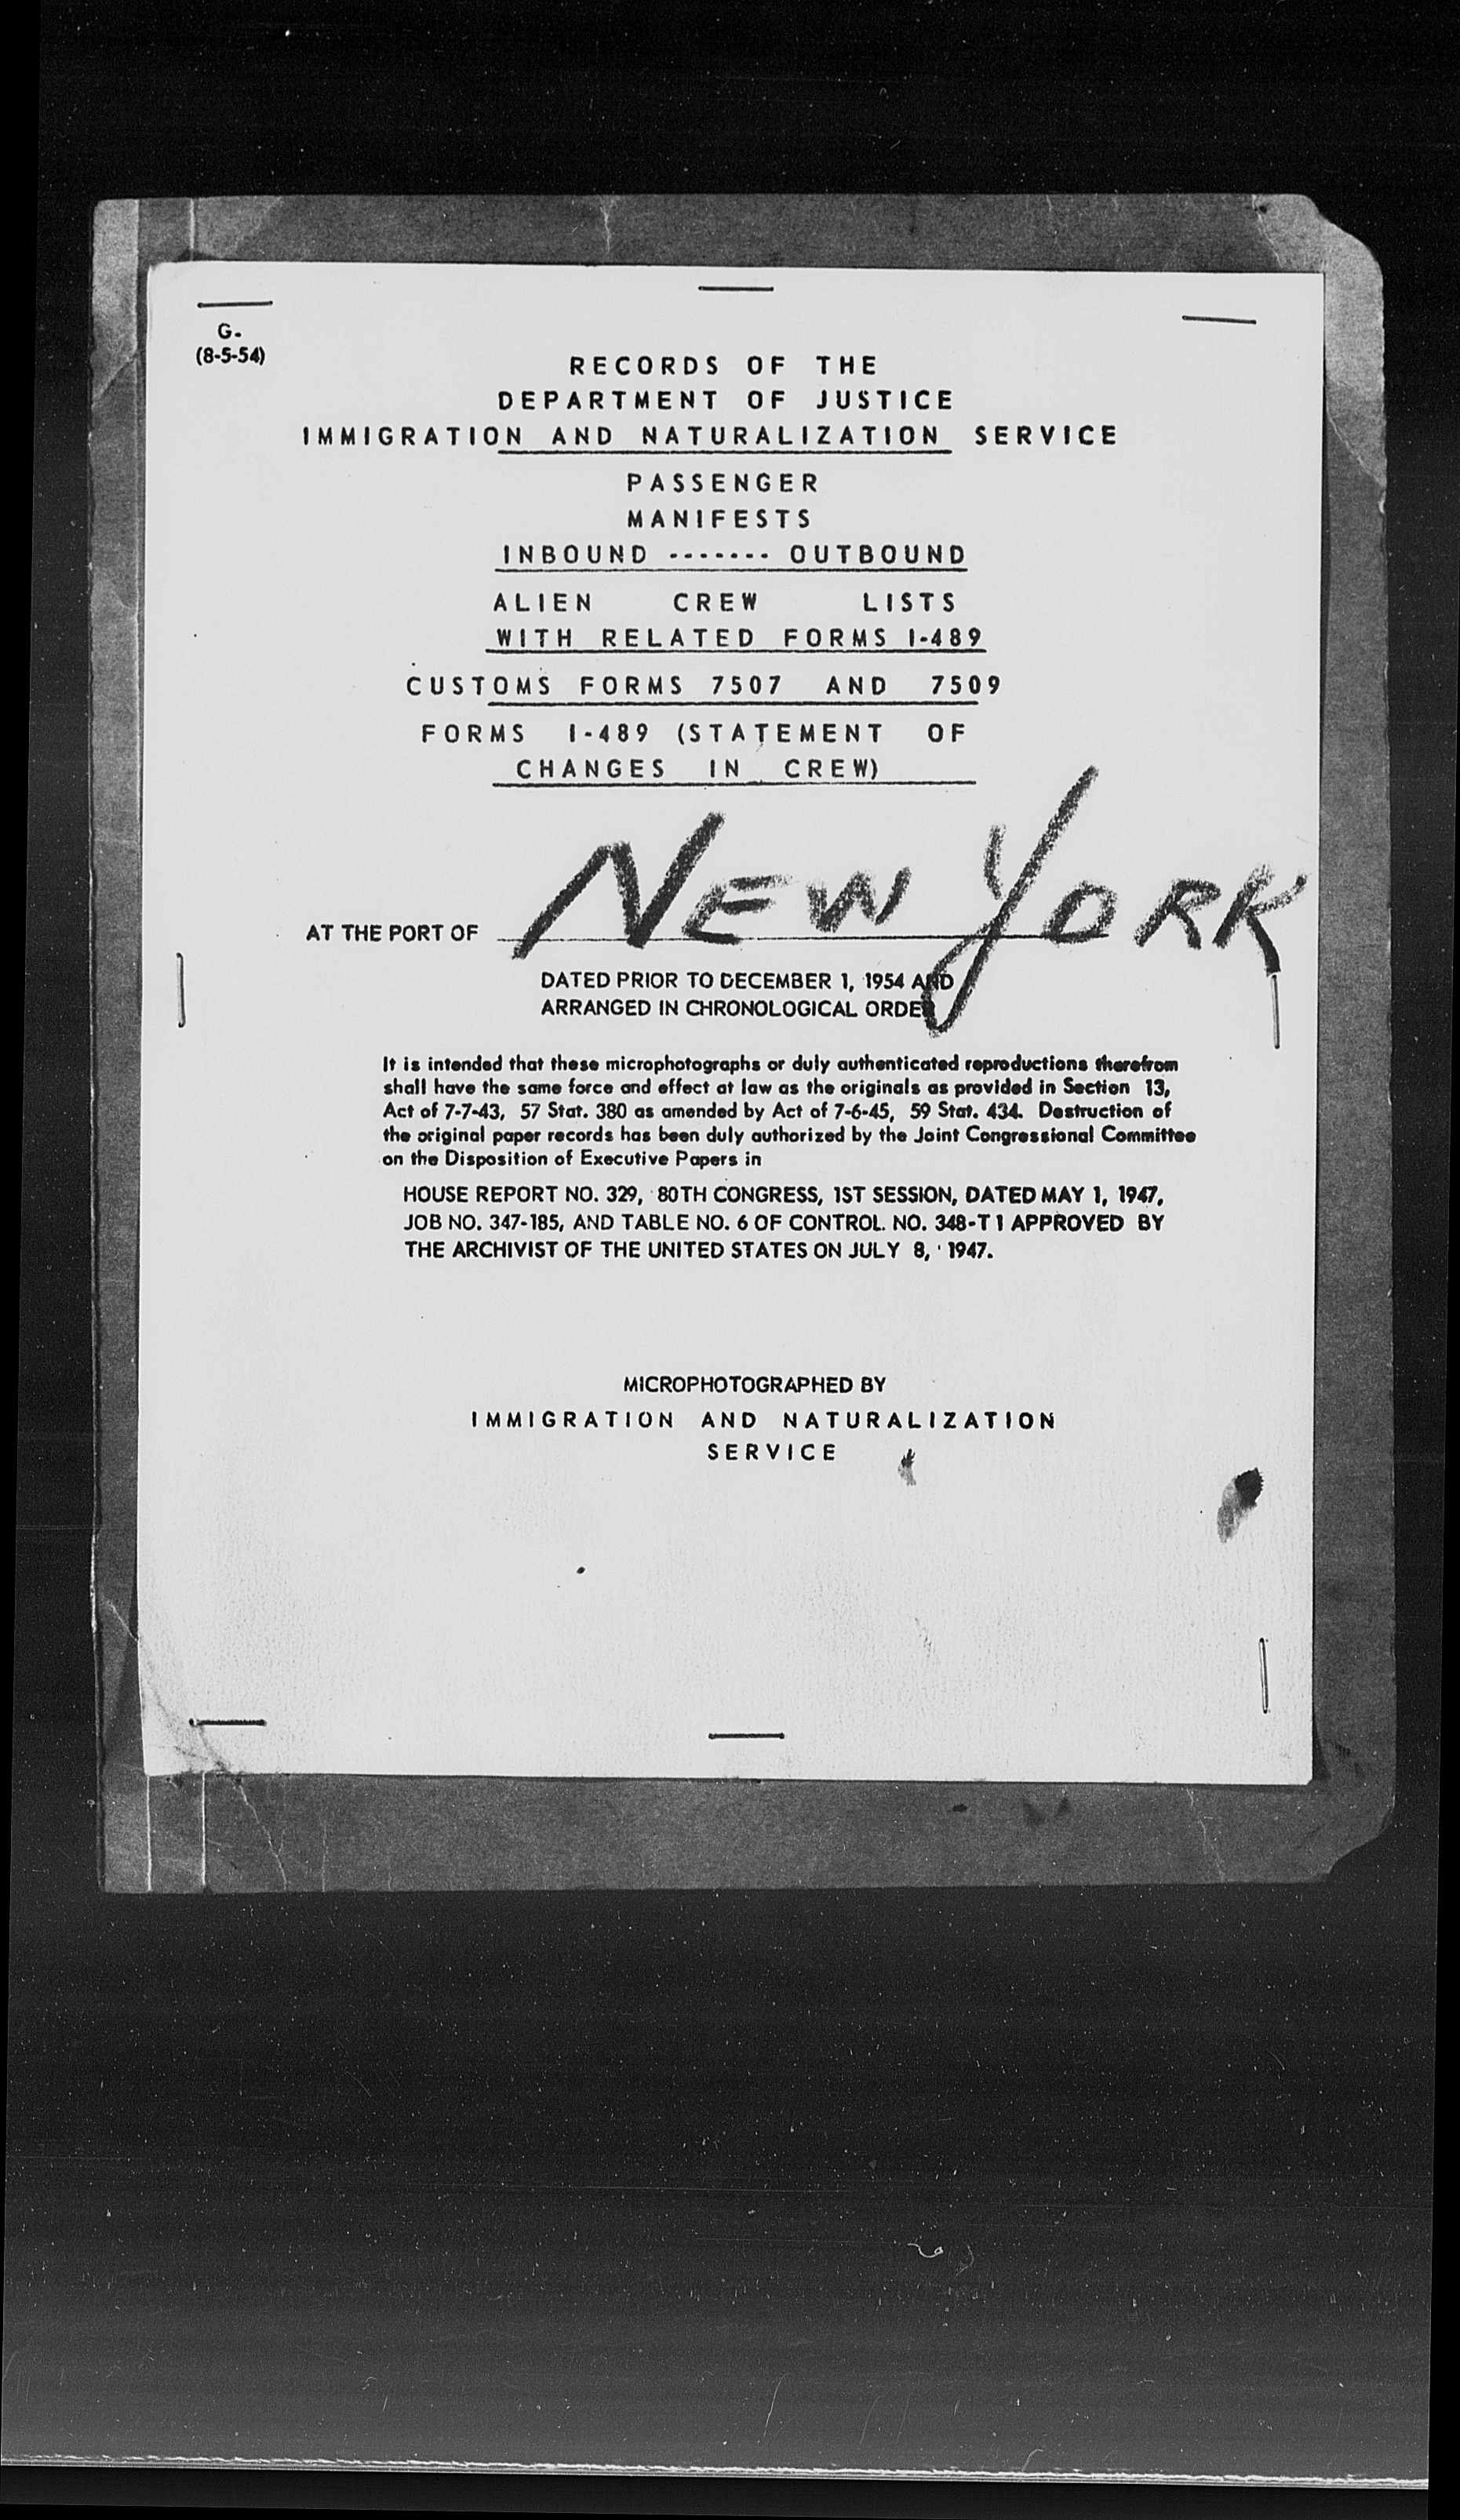 G-
(8-5-54)
RECORDS OF THE
DEPARTMENT OF JUSTICE
IMMIGRATION AND NATURALIZATION SERVICE
PASSENGER
MANIFESTS
INBOUND ------- OUTBOUND
ALIEN CREW LISTS
WITH RELATED FORMS I-489
CUSTOMS FORMS 7507 AND 7509
FORMS I-489 (STATEMENT OF
CHANGES IN CREW)
AT THE PORT OF NEW YORK
DATED PRIOR TO DECEMBER 1, 1954 AND
ARRANGED IN CHRONOLOGICAL ORDER
It is intended that these microphotographs or duly authenticated reproductions therefrom
shall have the same force and effect at law as the originals as provided in Section 13,
Act of 7-7-43, 57 Stat. 380 as amended by Act of 7-6-45, 59 Stat. 434. Destruction of
the original paper records has been duly authorized by the Joint Congressional Committee
on the Disposition of Executive Papers in
HOUSE REPORT NO. 329, 80TH CONGRESS, 1ST SESSION, DATED MAY 1, 1947,
JOB NO. 347-185, AND TABLE NO. 6 OF CONTROL NO. 348-T1 APPROVED BY
THE ARCHIVIST OF THE UNITED STATES ON JULY 8, 1947.
MICROPHOTOGRAPHED BY
IMMIGRATION AND NATURALIZATION
SERVICE